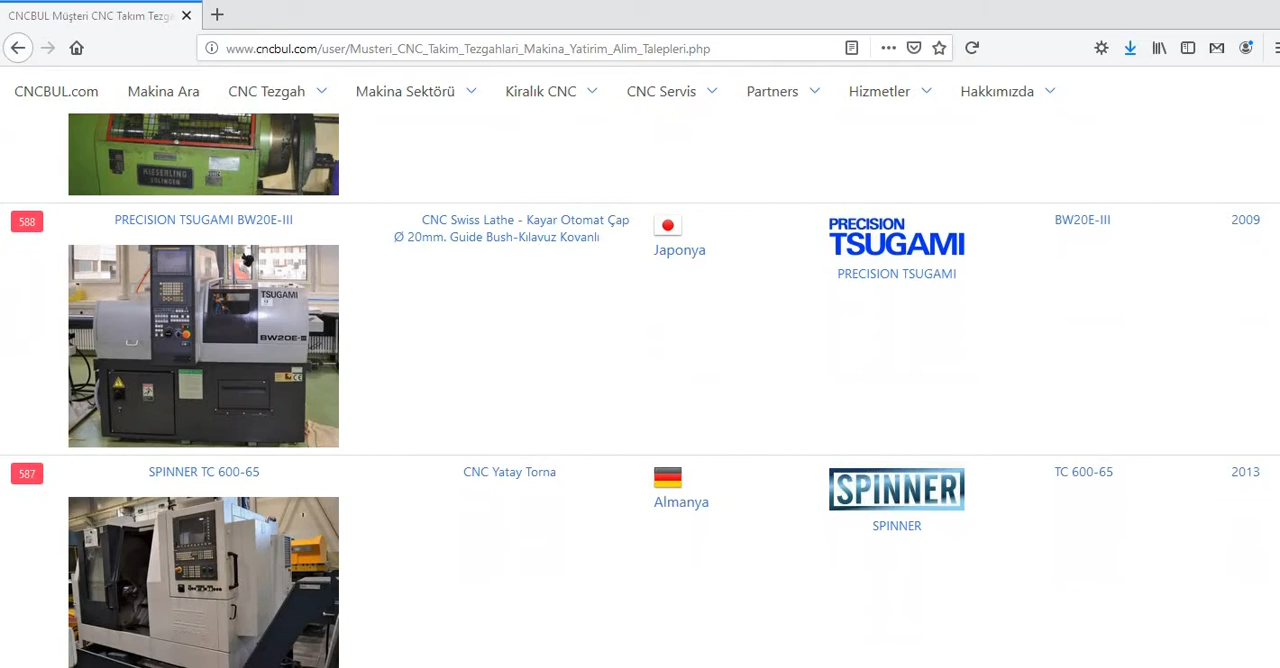 CNCBUL Müşteri CNC Takım Tezga
www.cncbul.com/user/Musteri_CNC_Takim_Tezgahlari_Makina_Yatirim_Alim_Talepleri.php
CNCBUL.com Makina Ara CNC Tezgah Makina Sektörü Kiralık CNC CNC Servis Partners Hizmetler Hakkımızda
HIESERLING
SOLINGEN
588 PRECISION TSUGAMI BW20E-III CNC Swiss Lathe - Kayar Otomat Çap BW20E-III 2009
Ø 20mm. Guide Bush-Kılavuz Kovanlı
Japonya
PRECISION
TSUGAMI
PRECISION TSUGAMI
TSUGAMI
BW20E-III
587 SPINNER TC 600-65 CNC Yatay Torna TC 600-65 2013
Almanya
SPINNER
SPINNER